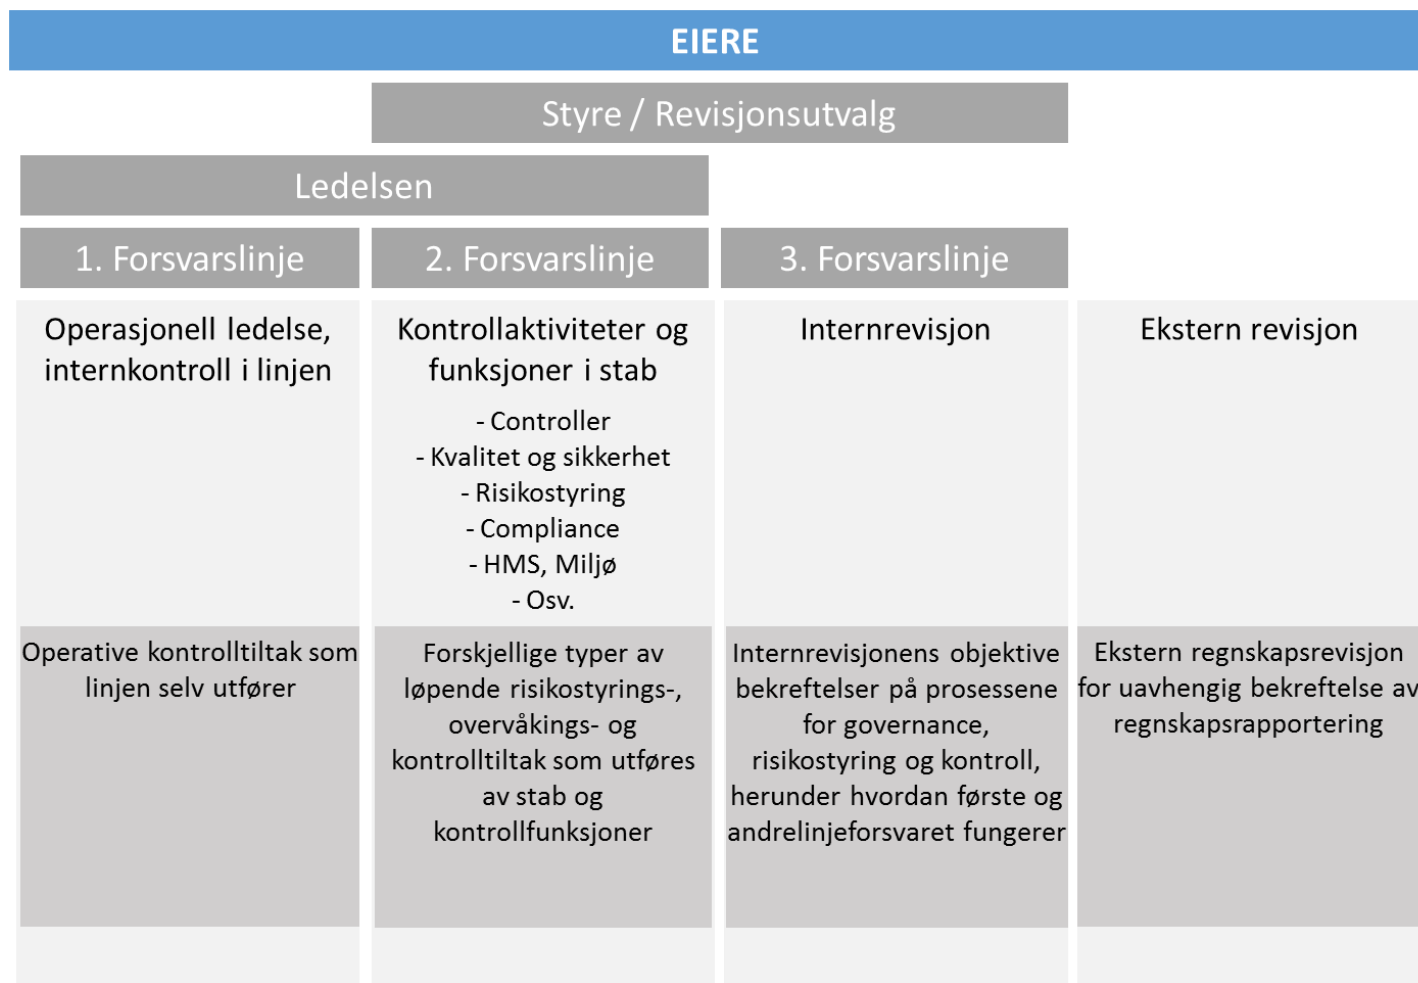 EIERE
Styre / Revisjonsutvalg
Ledelsen
1. Forsvarslinje
2. Forsvarslinje
3. Forsvarslinje
Operasjonell ledelse,
internkontroll i linjen
Kontrollaktiviteter og
funksjoner i stab
- Controller
- Kvalitet og sikkerhet
- Risikostyring
- Compliance
- HMS, Miljø
- Osv.
Internrevisjon
Ekstern revisjon
Operative kontrolltiltak som
linjen selv utfører
Forskjellige typer av
løpende risikostyrings-,
overvåkings- og
kontrolltiltak som utføres
av stab og
kontrollfunksjoner
Internrevisjonens objektive
bekreftelser på prosessene
for governance,
risikostyring og kontroll,
herunder hvordan første og
andrelinjeforsvaret fungerer
Ekstern regnskapsrevisjon
for uavhengig bekreftelse av
regnskapsrapportering